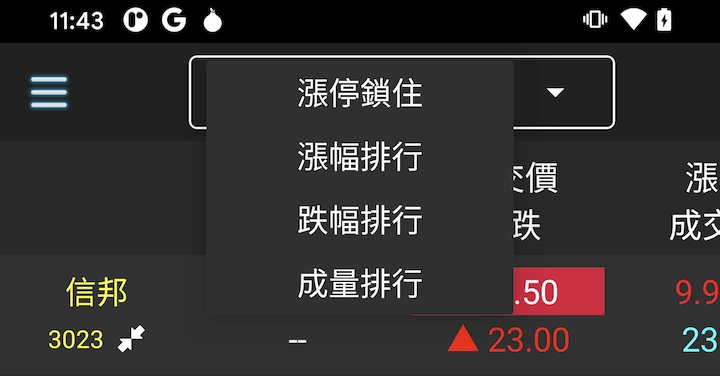 11:43
漲停鎖住
漲幅排行
跌幅排行
成量排行
交價
跌
漲
成交
信邦
.50
9.9
3023
--
▲ 23.00
23